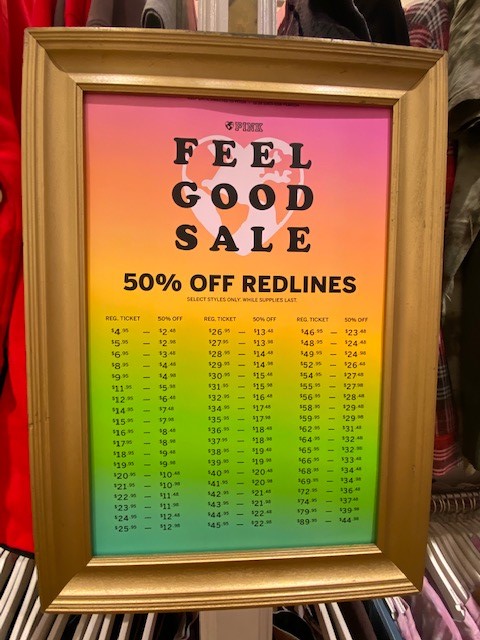 PINK
FEEL
GOOD
SALE
50% OFF REDLINES
SELECT STYLES ONLY. WHILE SUPPLIES LAST.
REG. TICKET 50% OFF REG. TICKET 50% OFF REG. TICKET 50% OFF
$4.95 — $2.48 $26.95 — $13.48 $46.95 — $23.48
$5.95 — $2.98 $27.95 — $13.98 $48.95 — $24.48
$6.95 — $3.48 $28.95 — $14.48 $49.95 — $24.98
$8.95 — $4.48 $29.95 — $14.98 $52.95 — $26.48
$9.95 — $4.98 $30.95 — $15.48 $54.95 — $27.48
$11.95 — $5.98 $31.95 — $15.98 $55.95 — $27.98
$12.95 — $6.48 $32.95 — $16.48 $56.95 — $28.48
$14.95 — $7.48 $34.95 — $17.48 $58.95 — $29.48
$15.95 — $7.98 $35.95 — $17.98 $59.95 — $29.98
$16.95 — $8.48 $36.95 — $18.48 $62.95 — $31.48
$17.95 — $8.98 $37.95 — $18.98 $64.95 — $32.48
$18.95 — $9.48 $38.95 — $19.48 $65.95 — $32.98
$19.95 — $9.98 $39.95 — $19.98 $66.95 — $33.48
$20.95 — $10.48 $40.95 — $20.48 $68.95 — $34.48
$21.95 — $10.98 $41.95 — $20.98 $69.95 — $34.98
$22.95 — $11.48 $42.95 — $21.48 $72.95 — $36.48
$23.95 — $11.98 $43.95 — $21.98 $74.95 — $37.48
$24.95 — $12.48 $44.95 — $22.48 $79.95 — $39.98
$25.95 — $12.98 $45.95 — $22.98 $89.95 — $44.98